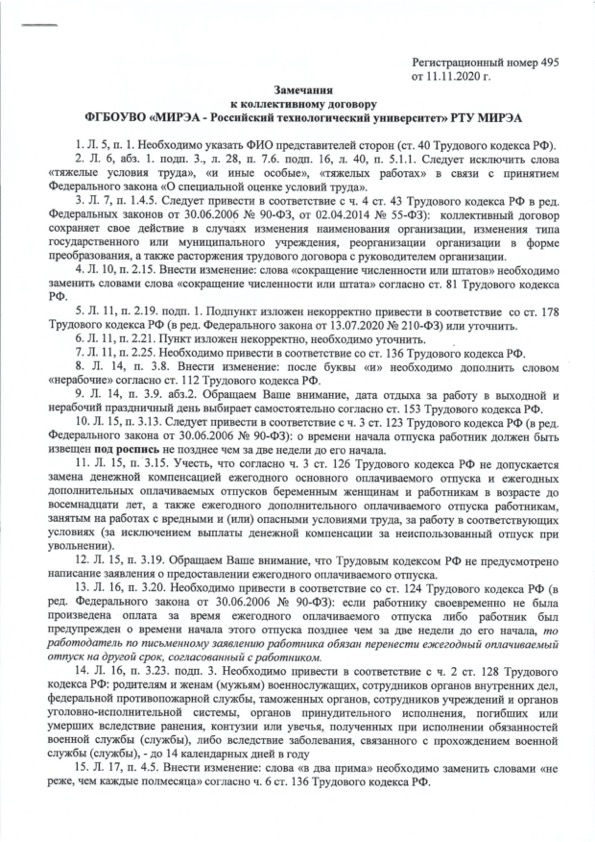 Регистрационный номер 495
от 11.11.2020 г.
Замечания
к коллективному договору
ФГБОУВО «МИРЭА - Российский технологический университет» РТУ МИРЭА
1. Л. 5, п. 1. Необходимо указать ФИО представителей сторон (ст. 40 Трудового кодекса РФ).
2. Л. 6, абз. 1. подп. 3., л. 28, п. 7.6. подп. 16, л. 40, п. 5.1.1. Следует исключить слова
«тяжелые условия труда», «и иные особые», «тяжелых работах» в связи с принятием
Федерального закона «О специальной оценке условий труда».
3. Л. 7, п. 1.4.5. Следует привести в соответствие с ч. 4 ст. 43 Трудового кодекса РФ в ред.
Федеральных законов от 30.06.2006 № 90-ФЗ, от 02.04.2014 № 55-ФЗ): коллективный договор
сохраняет свое действие в случаях изменения наименования организации, изменения типа
государственного или муниципального учреждения, реорганизации организации в форме
преобразования, а также расторжения трудового договора с руководителем организации.
4. Л. 10, п. 2.15. Внести изменение: слова «сокращение численности или штатов» необходимо
заменить словами слова «сокращение численности или штата» согласно ст. 81 Трудового кодекса
РФ.
5. Л. 11, п. 2.19. подп. 1. Подпункт изложен некорректно привести в соответствие со ст. 178
Трудового кодекса РФ (в ред. Федерального закона от 13.07.2020 № 210-ФЗ) или уточнить.
6. Л. 11, п. 2.21. Пункт изложен некорректно, необходимо уточнить.
7. Л. 11, п. 2.25. Необходимо привести в соответствие со ст. 136 Трудового кодекса РФ.
8. Л. 14, п. 3.8. Внести изменение: после буквы «и» необходимо дополнить словом
«нерабочие» согласно ст. 112 Трудового кодекса РФ.
9. Л. 14, п. 3.9. абз.2. Обращаем Ваше внимание, дата отдыха за работу в выходной и
нерабочий праздничный день выбирает самостоятельно согласно ст. 153 Трудового кодекса РФ.
10. Л. 15, п. 3.13. Следует привести в соответствие с ч. 3 ст. 123 Трудового кодекса РФ (в ред.
Федерального закона от 30.06.2006 № 90-ФЗ): о времени начала отпуска работник должен быть
извещен под роспись не позднее чем за две недели до его начала.
11. Л. 15, п. 3.15. Учесть, что согласно ч. 3 ст. 126 Трудового кодекса РФ не допускается
замена денежной компенсацией ежегодного основного оплачиваемого отпуска и ежегодных
дополнительных оплачиваемых отпусков беременным женщинам и работникам в возрасте до
восемнадцати лет, а также ежегодного дополнительного оплачиваемого отпуска работникам,
занятым на работах с вредными и (или) опасными условиями труда, за работу в соответствующих
условиях (за исключением выплаты денежной компенсации за неиспользованный отпуск при
увольнении).
12. Л. 15, п. 3.19. Обращаем Ваше внимание, что Трудовым кодексом РФ не предусмотрено
написание заявления о предоставлении ежегодного оплачиваемого отпуска.
13. Л. 16, п. 3.20. Необходимо привести в соответствие со ст. 124 Трудового кодекса РФ (в
ред. Федерального закона от 30.06.2006 № 90-ФЗ): если работнику своевременно не была
произведена оплата за время ежегодного оплачиваемого отпуска либо работник был
предупрежден о времени начала этого отпуска позднее чем за две недели до его начала, то
работодатель по письменному заявлению работника обязан перенести ежегодный оплачиваемый
отпуск на другой срок, согласованный с работником.
14. Л. 16, п. 3.23. подп. 3. Необходимо привести в соответствие с ч. 2 ст. 128 Трудового
кодекса РФ: родителям и женам (мужьям) военнослужащих, сотрудников органов внутренних дел,
федеральной противопожарной службы, таможенных органов, сотрудников учреждений и органов
уголовно-исполнительной системы, органов принудительного исполнения, погибших или
умерших вследствие ранения, контузии или увечья, полученных при исполнении обязанностей
военной службы (службы), либо вследствие заболевания, связанного с прохождением военной
службы (службы), - до 14 календарных дней в году
15. Л. 17, п. 4.5. Внести изменение: слова «в два прима» необходимо заменить словами «не
реже, чем каждые полмесяца» согласно ч. 6 ст. 136 Трудового кодекса РФ.